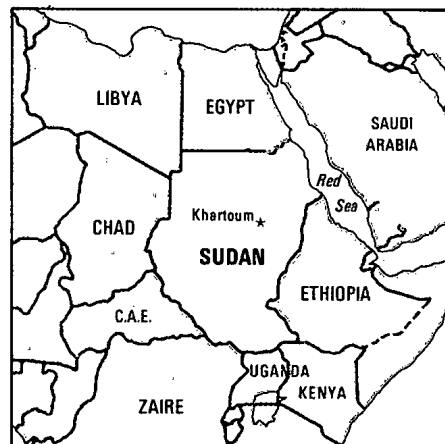 LIBYA
EGYPT
SAUDI
ARABIA
Red
Sea
Khartoum
CHAD
SUDAN
ETHIOPIA
C.A.E.
UGANDA
KENYA
ZAIRE